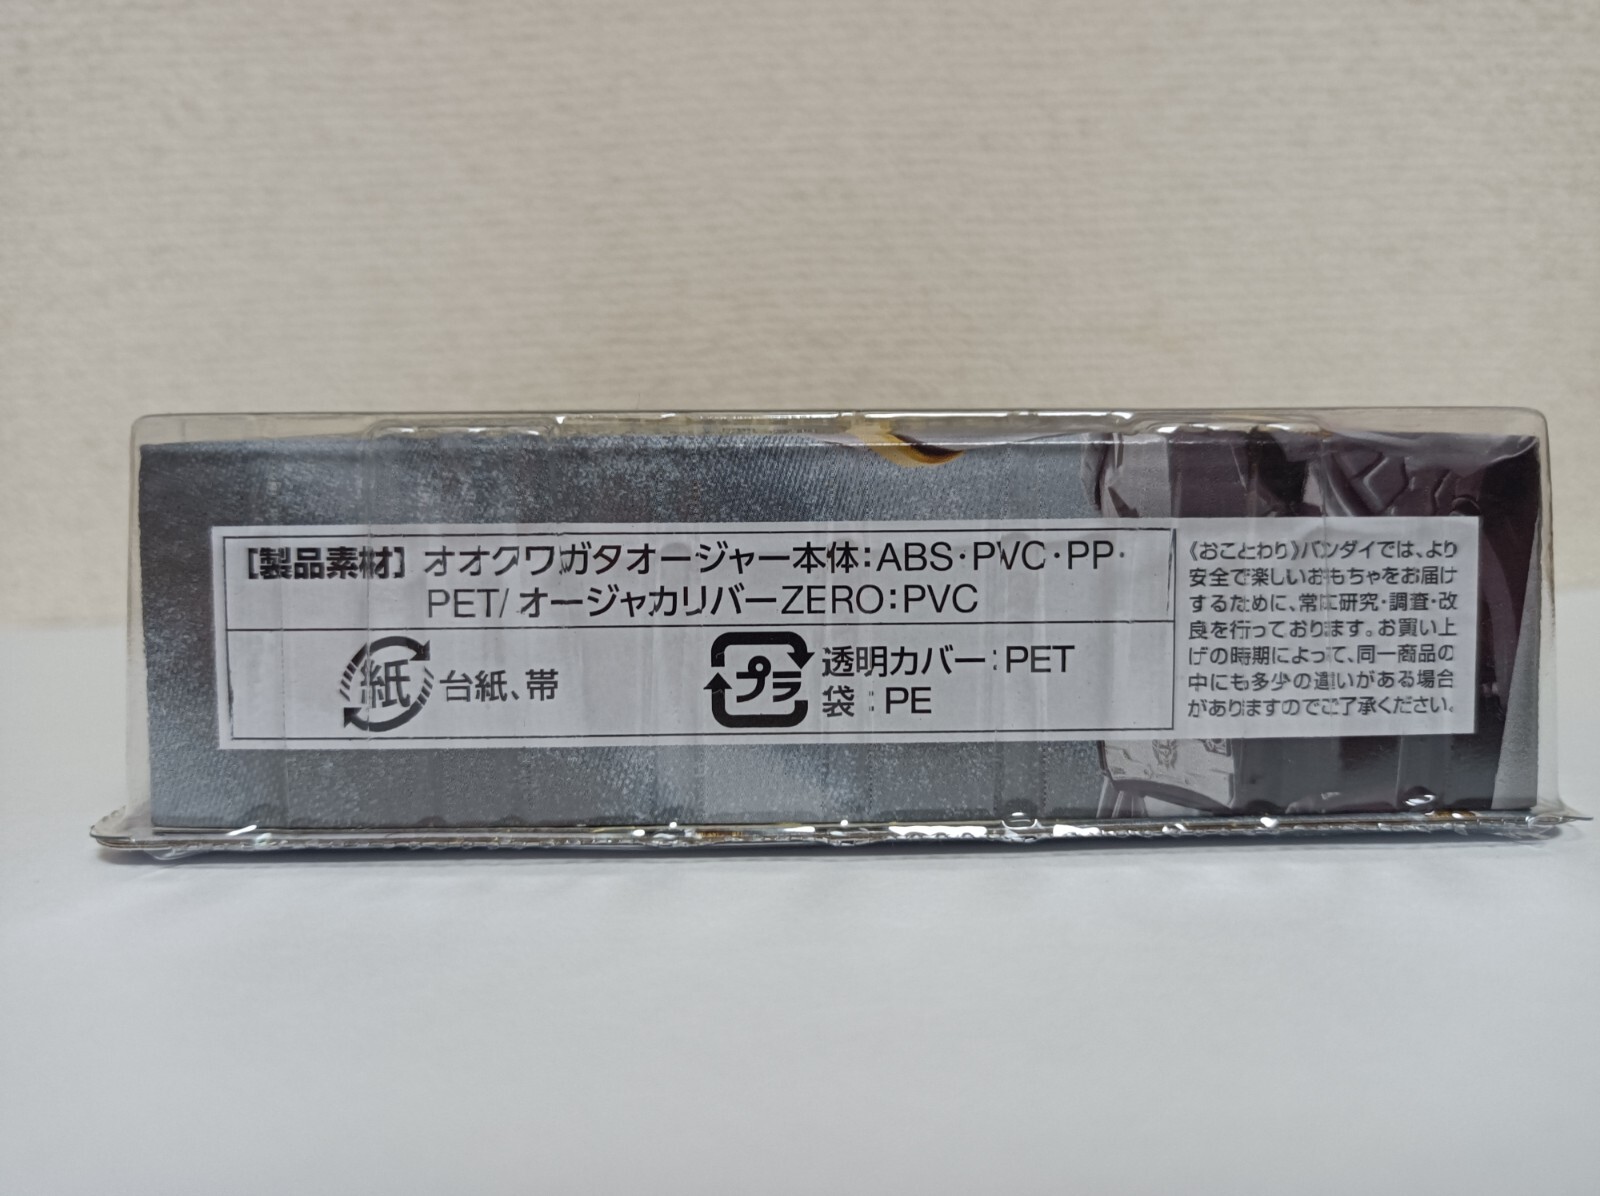 [製品素材] オオクワガタオージャー本体:ABS・PVC・PP・
PET/オージャカリバーZERO:PVC
紙 台紙、帯
プラ 透明カバー:PET
袋:PE
《おことわり》バンダイでは、より
安全で楽しいおもちゃをお届け
するために、常に研究・調査・改
良を行っております。お買い上
げの時期によって、同一商品の
中にも多少の違いがある場合
がありますのでご了承ください。